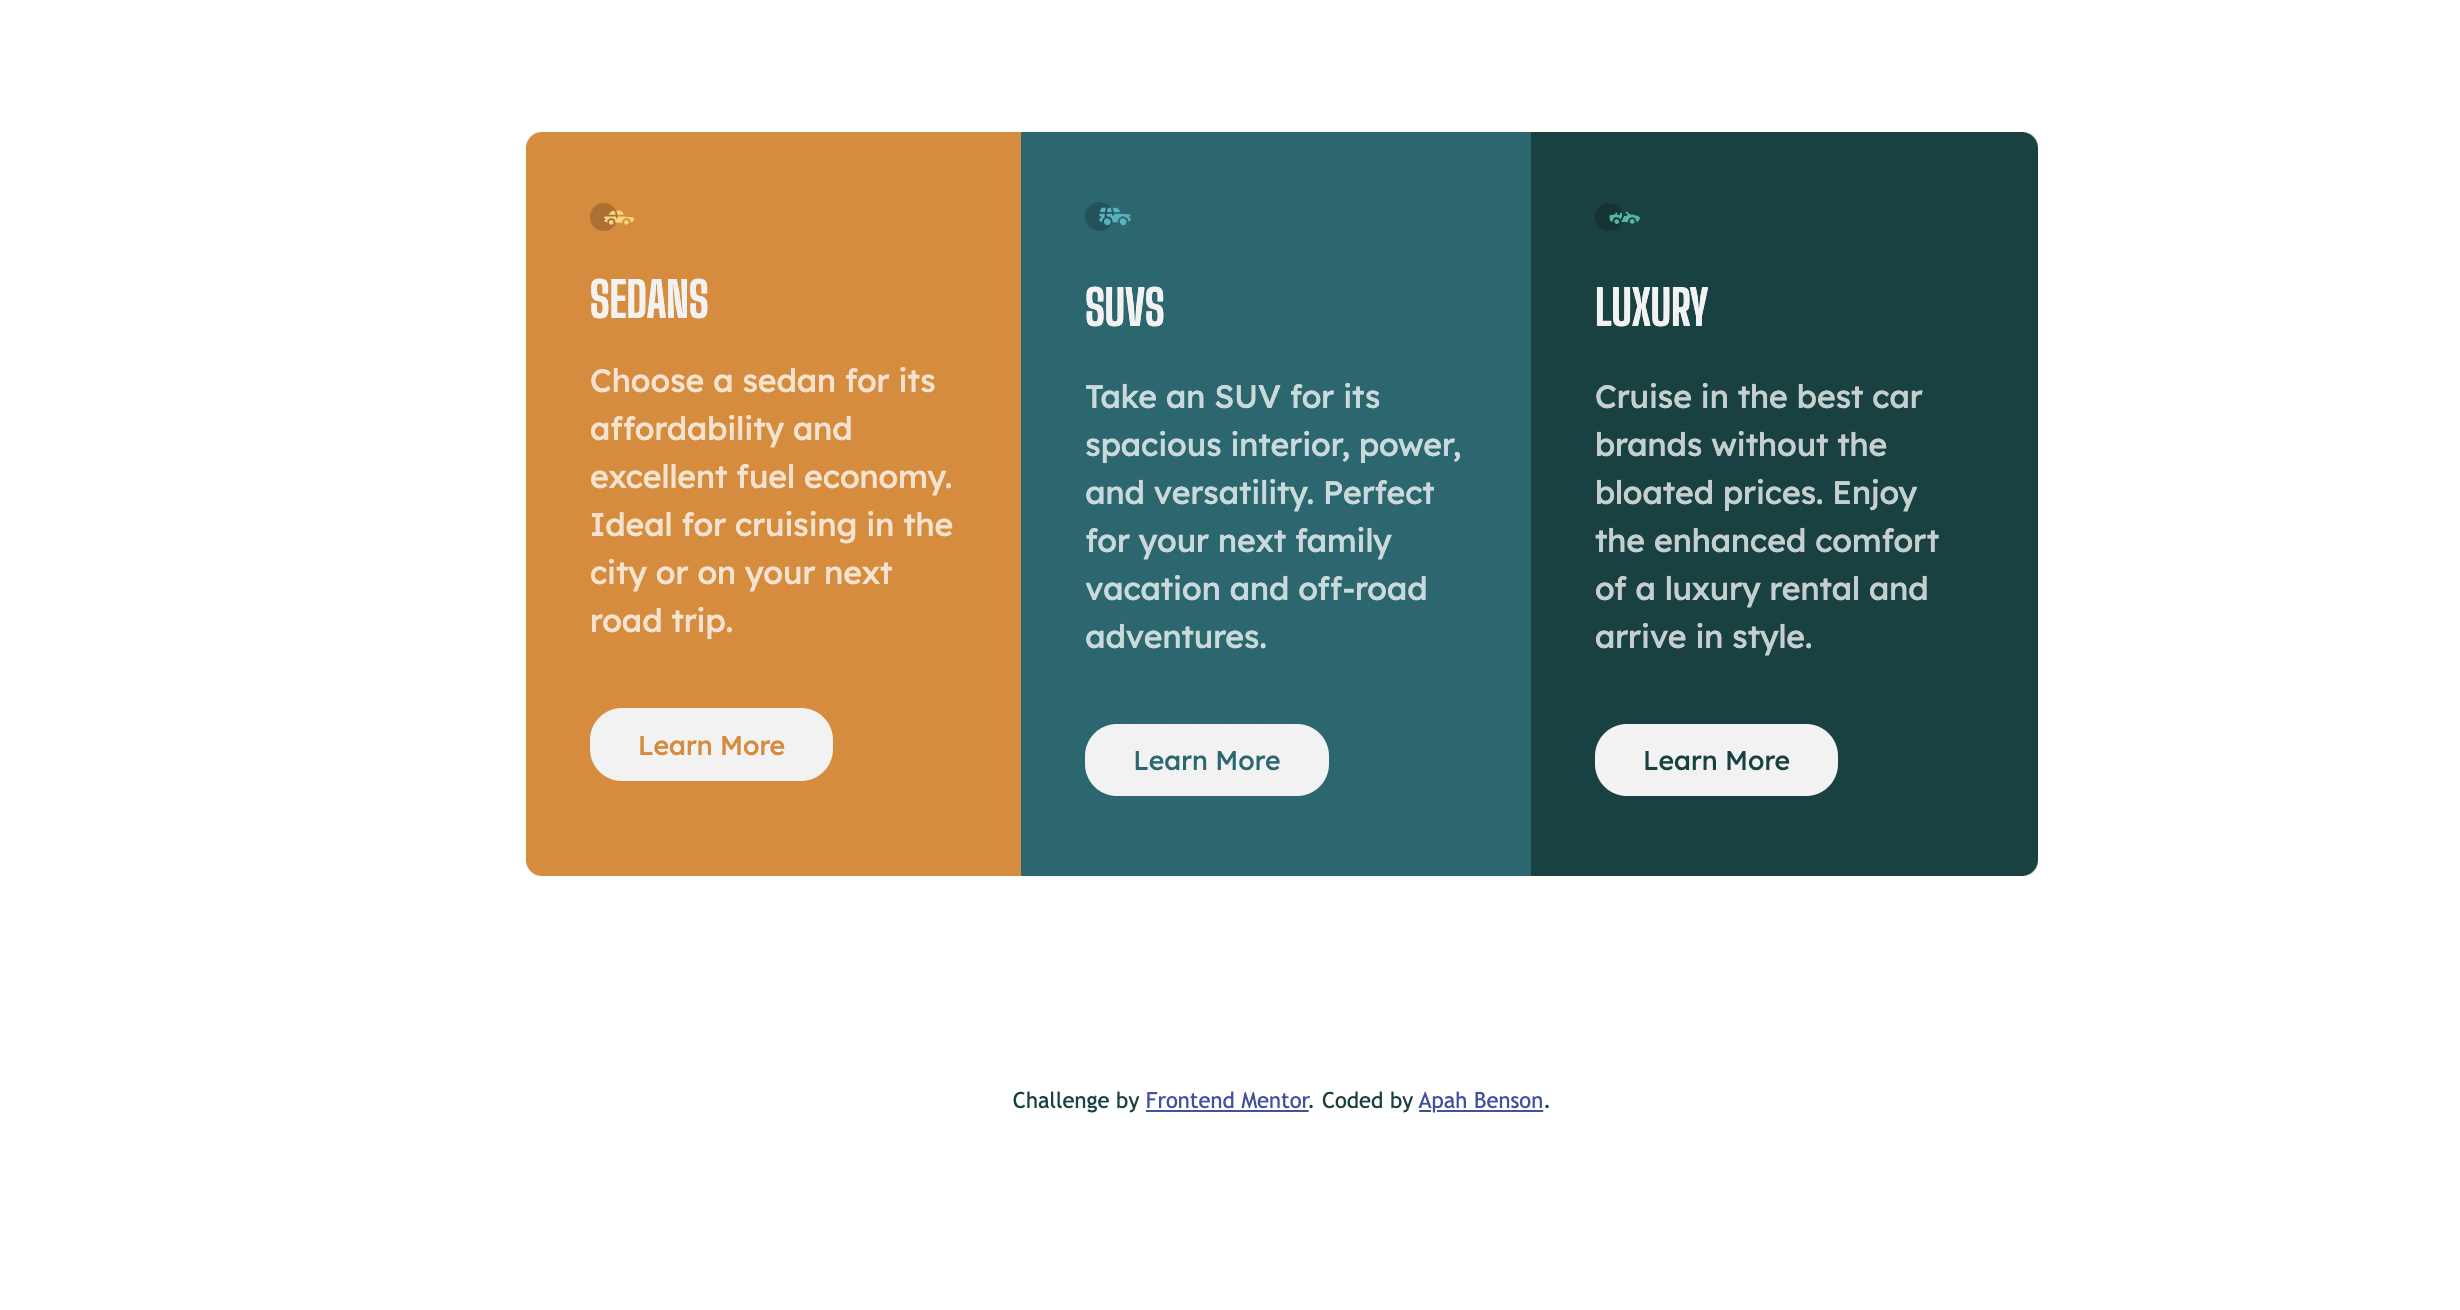 SEDANS
Choose a sedan for its
affordability and
excellent fuel economy.
Ideal for cruising in the
city or on your next
road trip.
Learn More
SUVS
Take an SUV for its
spacious interior, power,
and versatility. Perfect
for your next family
vacation and off-road
adventures.
Learn More
LUXURY
Cruise in the best car
brands without the
bloated prices. Enjoy
the enhanced comfort
of a luxury rental and
arrive in style.
Learn More
Challenge by Frontend Mentor. Coded by Apah Benson.